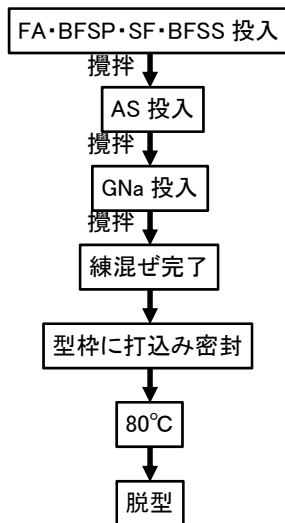 FA・BFSP・SF・BFSS 投入
攪拌
AS 投入
攪拌
GNa 投入
攪拌
練混ぜ完了
型枠に打込み密封
80℃
脱型